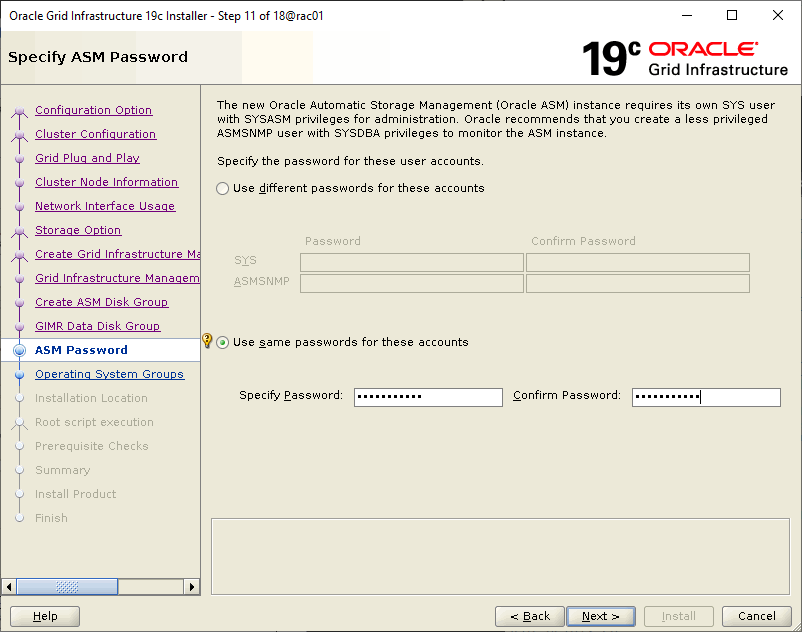 Oracle Grid Infrastructure 19c Installer - Step 11 of 18@rac01
Specify ASM Password
19c ORACLE
Grid Infrastructure
Configuration Option
Cluster Configuration
Grid Plug and Play
Cluster Node Information
Network Interface Usage
Storage Option
Create Grid Infrastructure Ma
Grid Infrastructure Managem
Create ASM Disk Group
GIMR Data Disk Group
ASM Password
Operating System Groups
Installation Location
Root script execution
Prerequisite Checks
Summary
Install Product
Finish
The new Oracle Automatic Storage Management (Oracle ASM) instance requires its own SYS user
with SYSASM privileges for administration. Oracle recommends that you create a less privileged
ASMSNMP user with SYSDBA privileges to monitor the ASM instance.
Specify the password for these user accounts.
Use different passwords for these accounts
Password Confirm Password
SYS
ASMSNMP
Use same passwords for these accounts
Specify Password: ••••••••••• Confirm Password: •••••••••••
Help < Back Next > Install Cancel